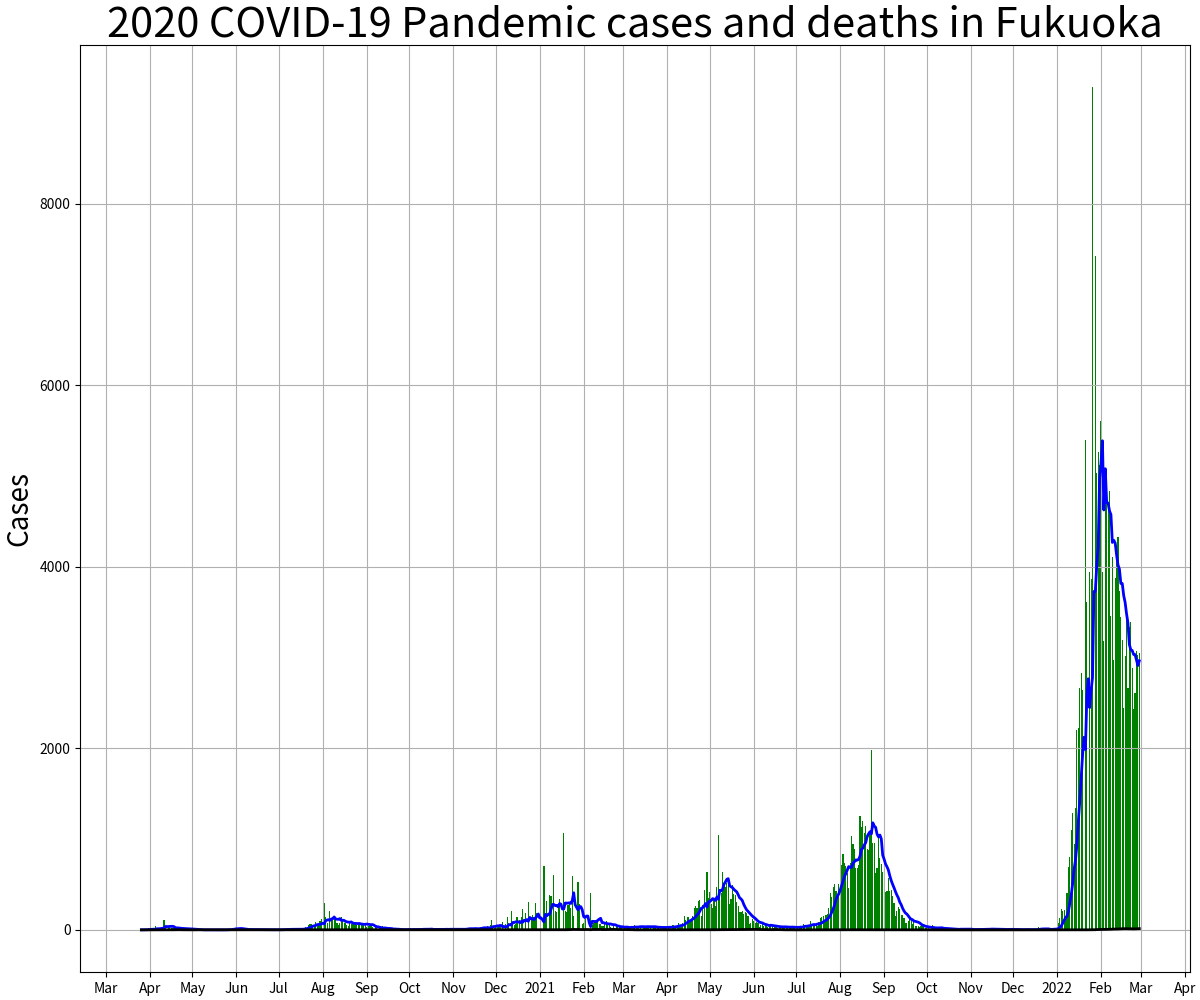 2020 COVID-19 Pandemic cases and deaths in Fukuoka
Cases
8000
6000
4000
2000
0
Mar Apr May Jun Jul Aug Sep Oct Nov Dec 2021 Feb Mar Apr May Jun Jul Aug Sep Oct Nov Dec 2022 Feb Mar Apr